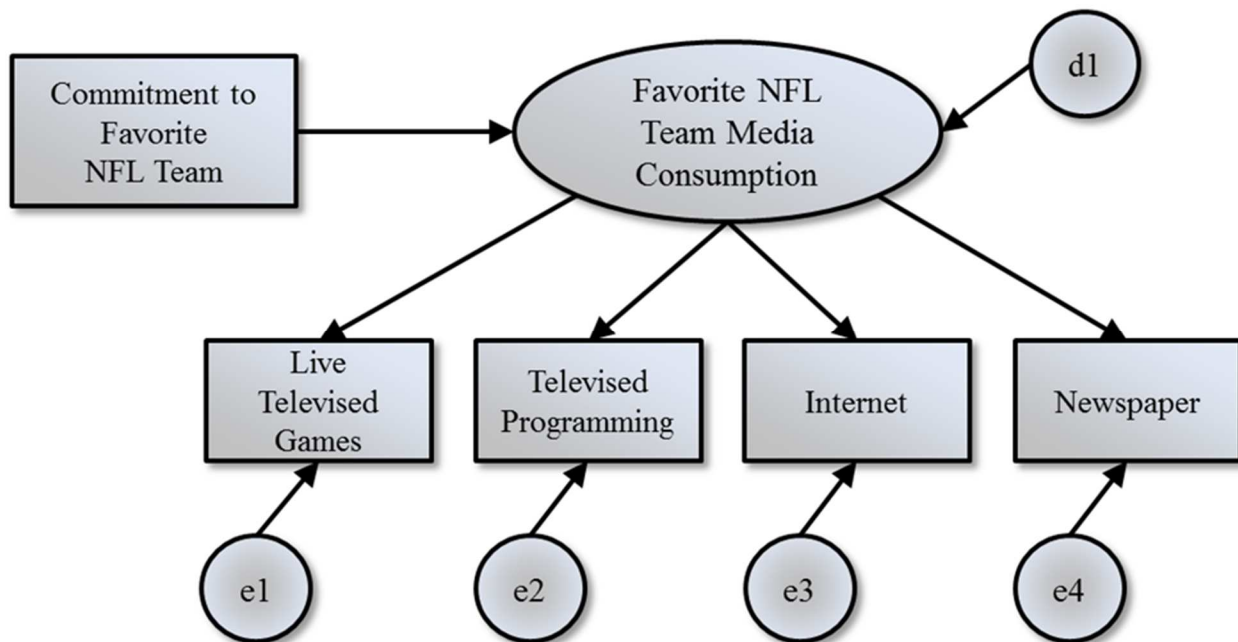 Commitment to
Favorite
NFL Team
Favorite NFL
Team Media
Consumption
d1
Live
Televised
Games
Televised
Programming
Internet
Newspaper
e1
e2
e3
e4